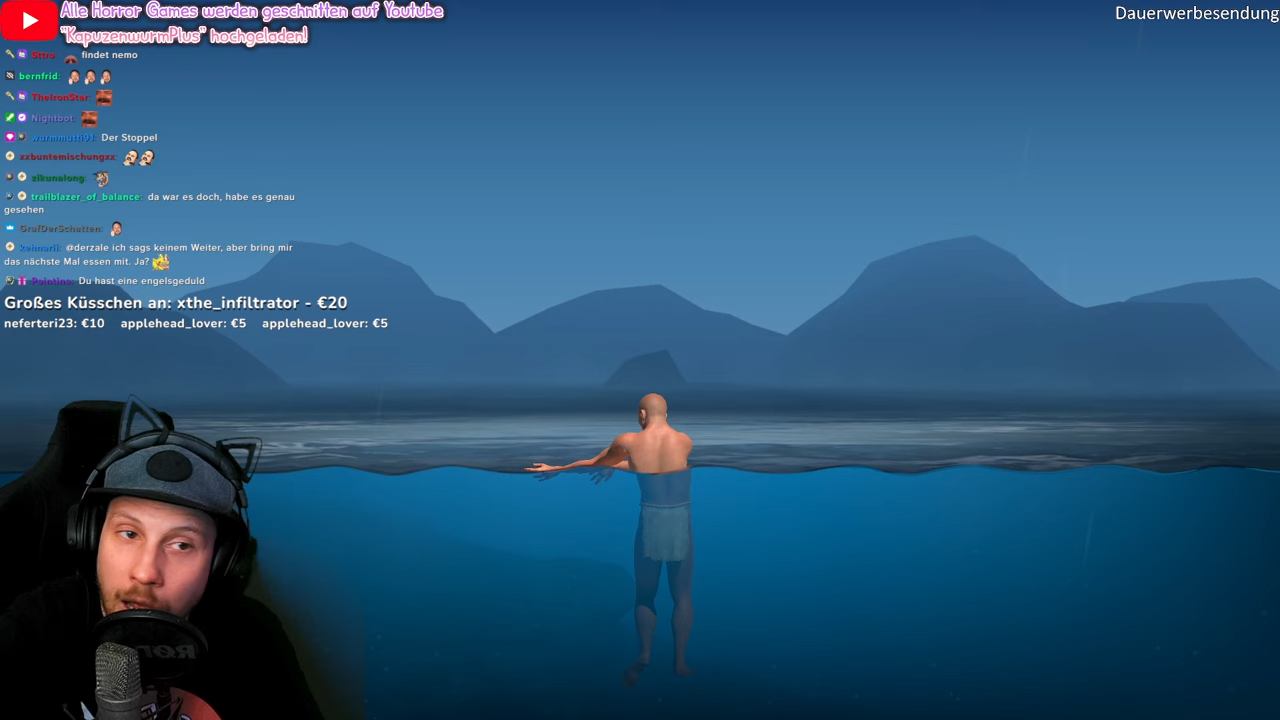 Alle Horror Games werden geschnitten auf Youtube
"KapuzenwurmPlus" hochgeladen!
Dauerwerbesendung
Sttro: findet nemo
bernfrid:
TheIronStar:
Nightbot:
wurmmutti91: Der Stoppel
xxbuntemischungxx:
zikunalong:
trailblazer_of_balance: da war es doch, habe es genau
gesehen
GrafDerSchatten:
@derzale ich sags keinem Weiter, aber bring mir
das nächste Mal essen mit. Ja?
Du hast eine engelsgeduld
Großes Küsschen an: xthe_infiltrator - €20
neferteri23: €10 applehead_lover: €5 applehead_lover: €5